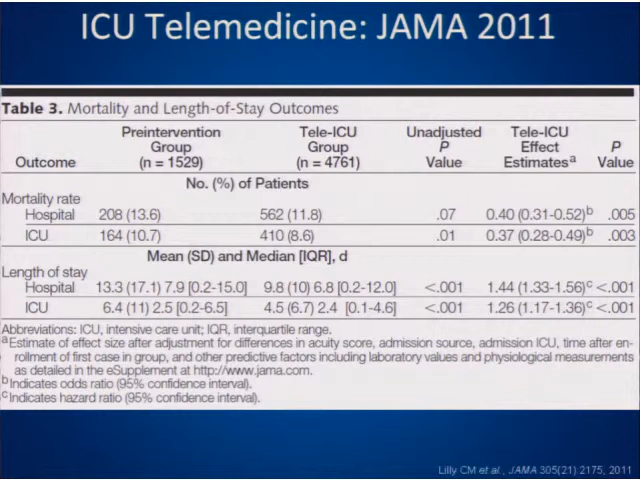 ICU Telemedicine: JAMA 2011
Table 3. Mortality and Length-of-Stay Outcomes
Outcome Preintervention Group (n = 1529) Tele-ICU Group (n = 4761) Unadjusted P Value Tele-ICU Effect Estimatesa P Value
No. (%) of Patients
Mortality rate
Hospital 208 (13.6) 562 (11.8) .07 0.40 (0.31-0.52)b .005
ICU 164 (10.7) 410 (8.6) .01 0.37 (0.28-0.49)b .003
Mean (SD) and Median [IQR], d
Length of stay
Hospital 13.3 (17.1) 7.9 [0.2-15.0] 9.8 (10) 6.8 [0.2-12.0] <.001 1.44 (1.33-1.56)c <.001
ICU 6.4 (11) 2.5 [0.2-6.5] 4.5 (6.7) 2.4 [0.1-4.6] <.001 1.26 (1.17-1.36)c <.001
Abbreviations: ICU, intensive care unit; IQR, interquartile range.
aEstimate of effect size after adjustment for differences in acuity score, admission source, admission ICU, time after en-
rollment of first case in group, and other predictive factors including laboratory values and physiological measurements
as detailed in the eSupplement at http://www.jama.com.
bIndicates odds ratio (95% confidence interval).
cIndicates hazard ratio (95% confidence interval).
Lilly CM et al., JAMA 305(21):2175, 2011